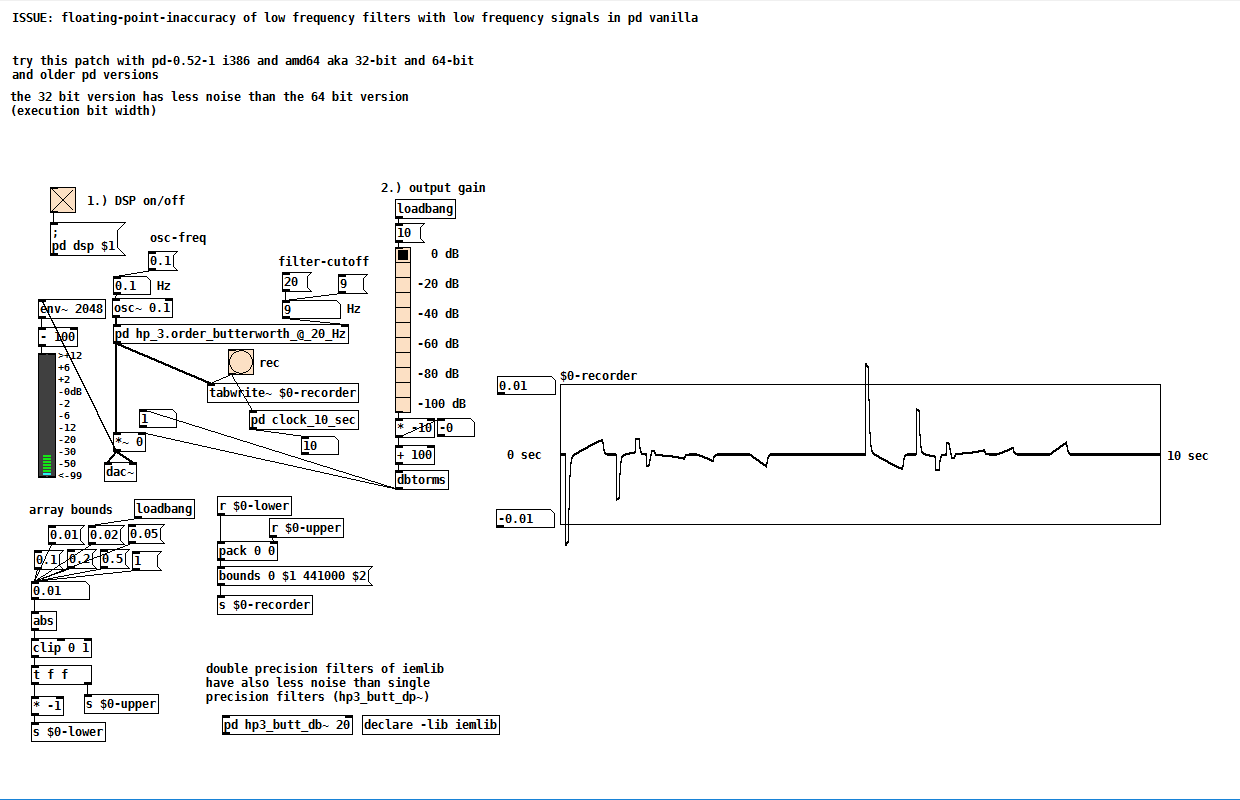 ISSUE: floating-point-inaccuracy of low frequency filters with low frequency signals in pd vanilla
try this patch with pd-0.52-1 i386 and amd64 aka 32-bit and 64-bit
and older pd versions
the 32 bit version has less noise than the 64 bit version
(execution bit width)
1.) DSP on/off
;
pd dsp $1
osc-freq
0.1
0.1
Hz
env~ 2048
osc~ 0.1
- 100
pd hp_3.order_butterworth_@_20_Hz
filter-cutoff
20
9
9
Hz
rec
tabwrite~ $0-recorder
pd clock_10_sec
10
1
*~ 0
dac~
>+12
+6
+2
-0dB
-2
-6
-12
-20
-30
-50
<-99
2.) output gain
loadbang
10
0 dB
-20 dB
-40 dB
-60 dB
-80 dB
-100 dB
* -10
-0
+ 100
dbtorms
0.01
$0-recorder
0 sec
10 sec
-0.01
array bounds
loadbang
0.01
0.02
0.05
0.1
0.2
0.5
1
0.01
abs
clip 0 1
t f f
* -1
s $0-upper
s $0-lower
r $0-lower
r $0-upper
pack 0 0
bounds 0 $1 441000 $2
s $0-recorder
double precision filters of iemlib
have also less noise than single
precision filters (hp3_butt_dp~)
pd hp3_butt_db~ 20
declare -lib iemlib